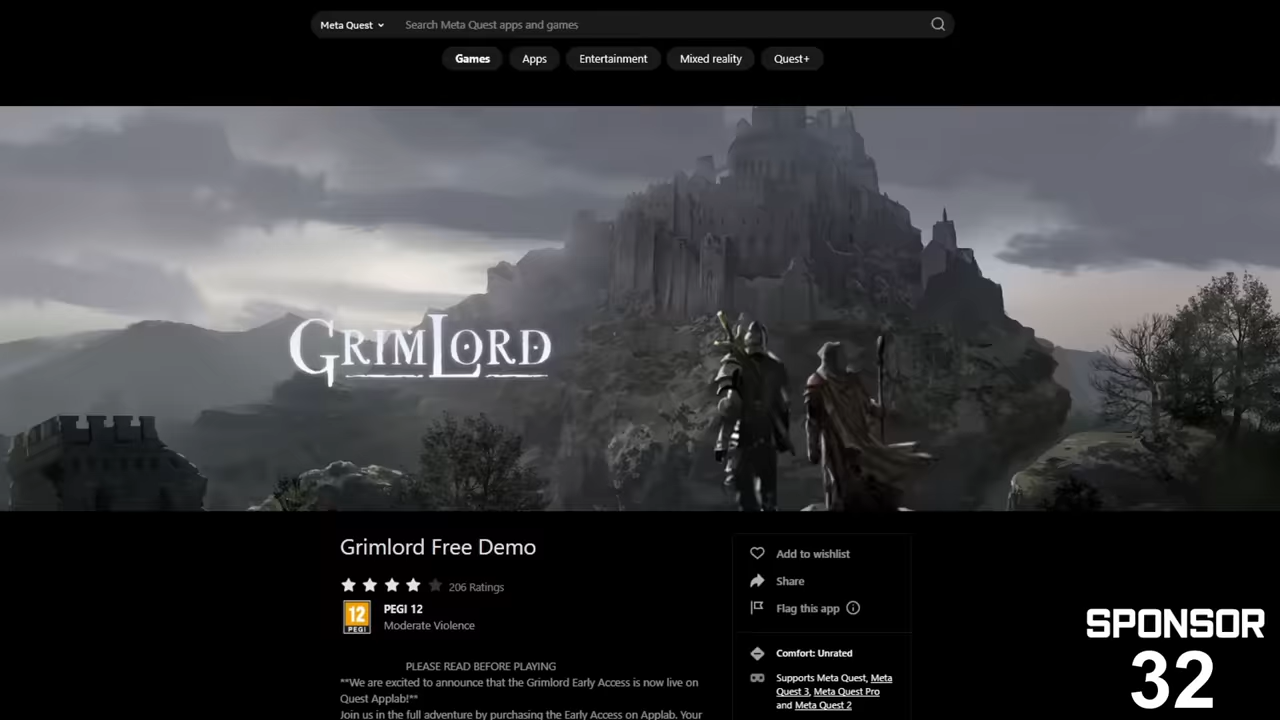 Meta Quest
Search Meta Quest apps and games
Games
Apps
Entertainment
Mixed reality
Quest+
GRIMLORD
Grimlord Free Demo
206 Ratings
12
PEGI
PEGI 12
Moderate Violence
PLEASE READ BEFORE PLAYING
**We are excited to announce that the Grimlord Early Access is now live on
Quest Applab!**
Join us in the full adventure by purchasing the Early Access on Applab. Your
Add to wishlist
Share
Flag this app
Comfort: Unrated
Supports Meta Quest, Meta
Quest 3, Meta Quest Pro
and Meta Quest 2
SPONSOR
32